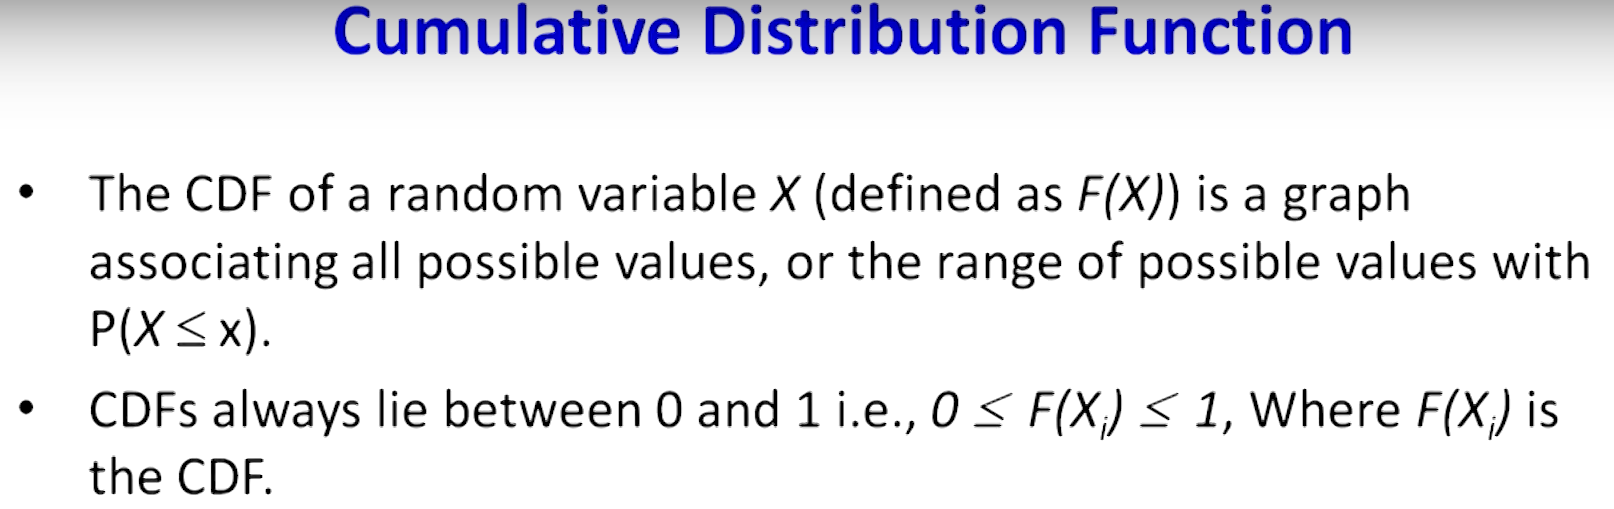 Cumulative Distribution Function
• The CDF of a random variable X (defined as F(X)) is a graph
associating all possible values, or the range of possible values with
P(X ≤ x).
• CDFs always lie between 0 and 1 i.e., 0 ≤ F(Xᵢ) ≤ 1, Where F(Xᵢ) is
the CDF.